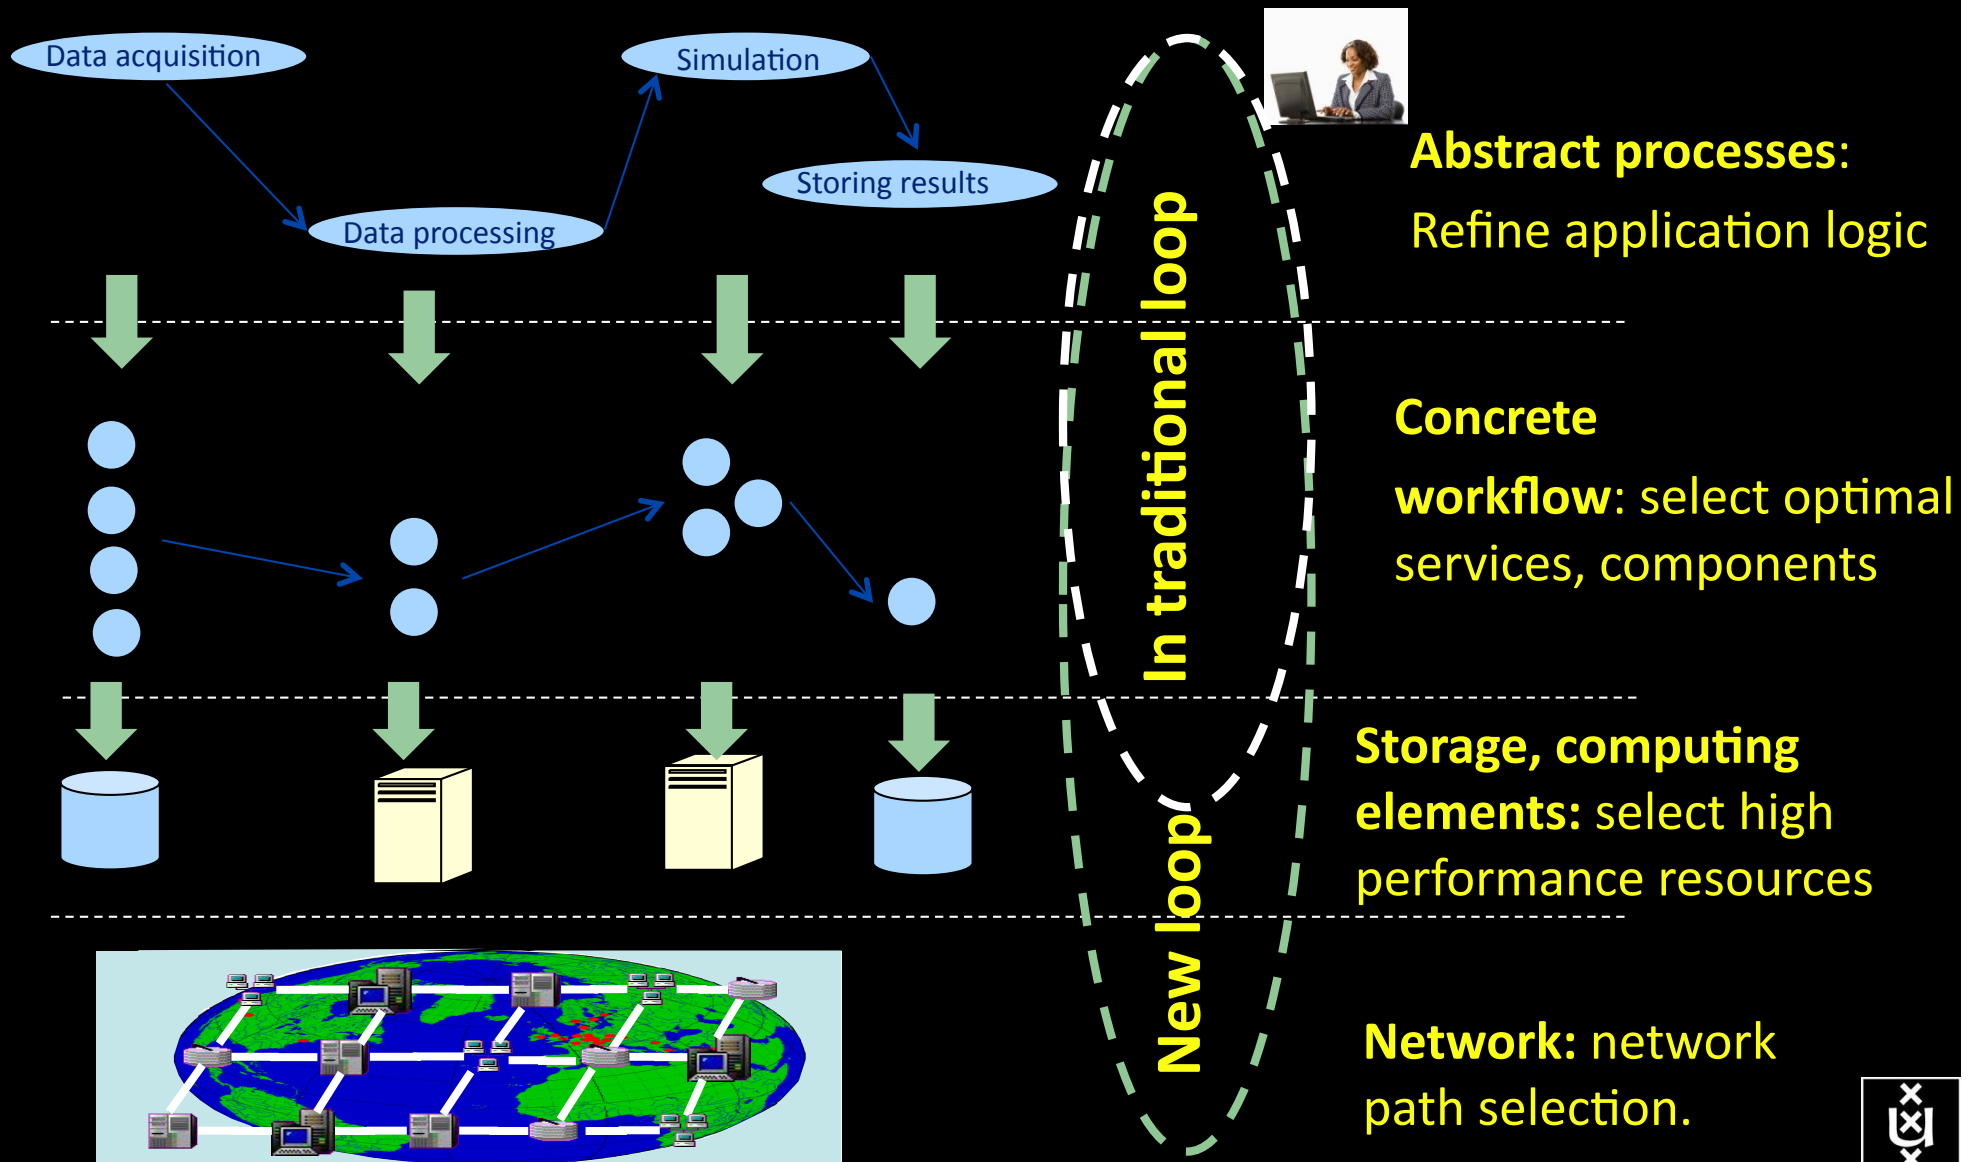 Data acquisition
Simulation
Storing results
Data processing
In traditional loop
New loop
Abstract processes:
Refine application logic
Concrete
workflow: select optimal
services, components
Storage, computing
elements: select high
performance resources
Network: network
path selection.